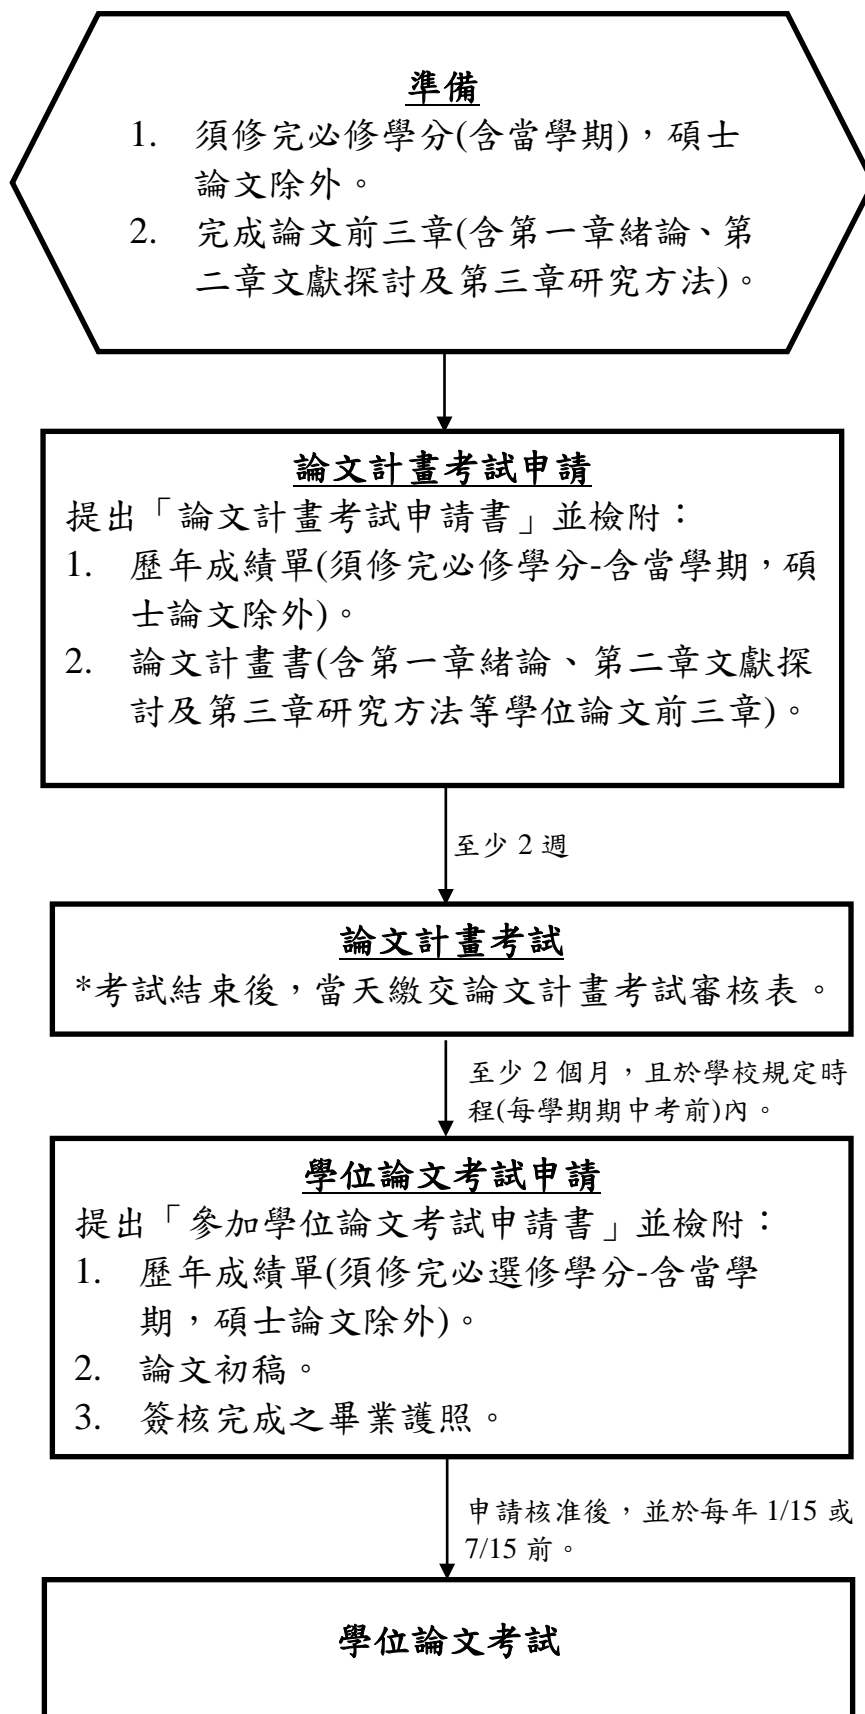 準備
1. 須修完必修學分(含當學期)，碩士
論文除外。
2. 完成論文前三章(含第一章緒論、第
二章文獻探討及第三章研究方法)。
論文計畫考試申請
提出「論文計畫考試申請書」並檢附：
1. 歷年成績單(須修完必修學分-含當學期，碩
士論文除外)。
2. 論文計畫書(含第一章緒論、第二章文獻探
討及第三章研究方法等學位論文前三章)。
至少 2 週
論文計畫考試
*考試結束後，當天繳交論文計畫考試審核表。
至少 2 個月，且於學校規定時
程(每學期期中考前)內。
學位論文考試申請
提出「參加學位論文考試申請書」並檢附：
1. 歷年成績單(須修完必選修學分-含當學
期，碩士論文除外)。
2. 論文初稿。
3. 簽核完成之畢業護照。
申請核准後，並於每年 1/15 或
7/15 前。
學位論文考試